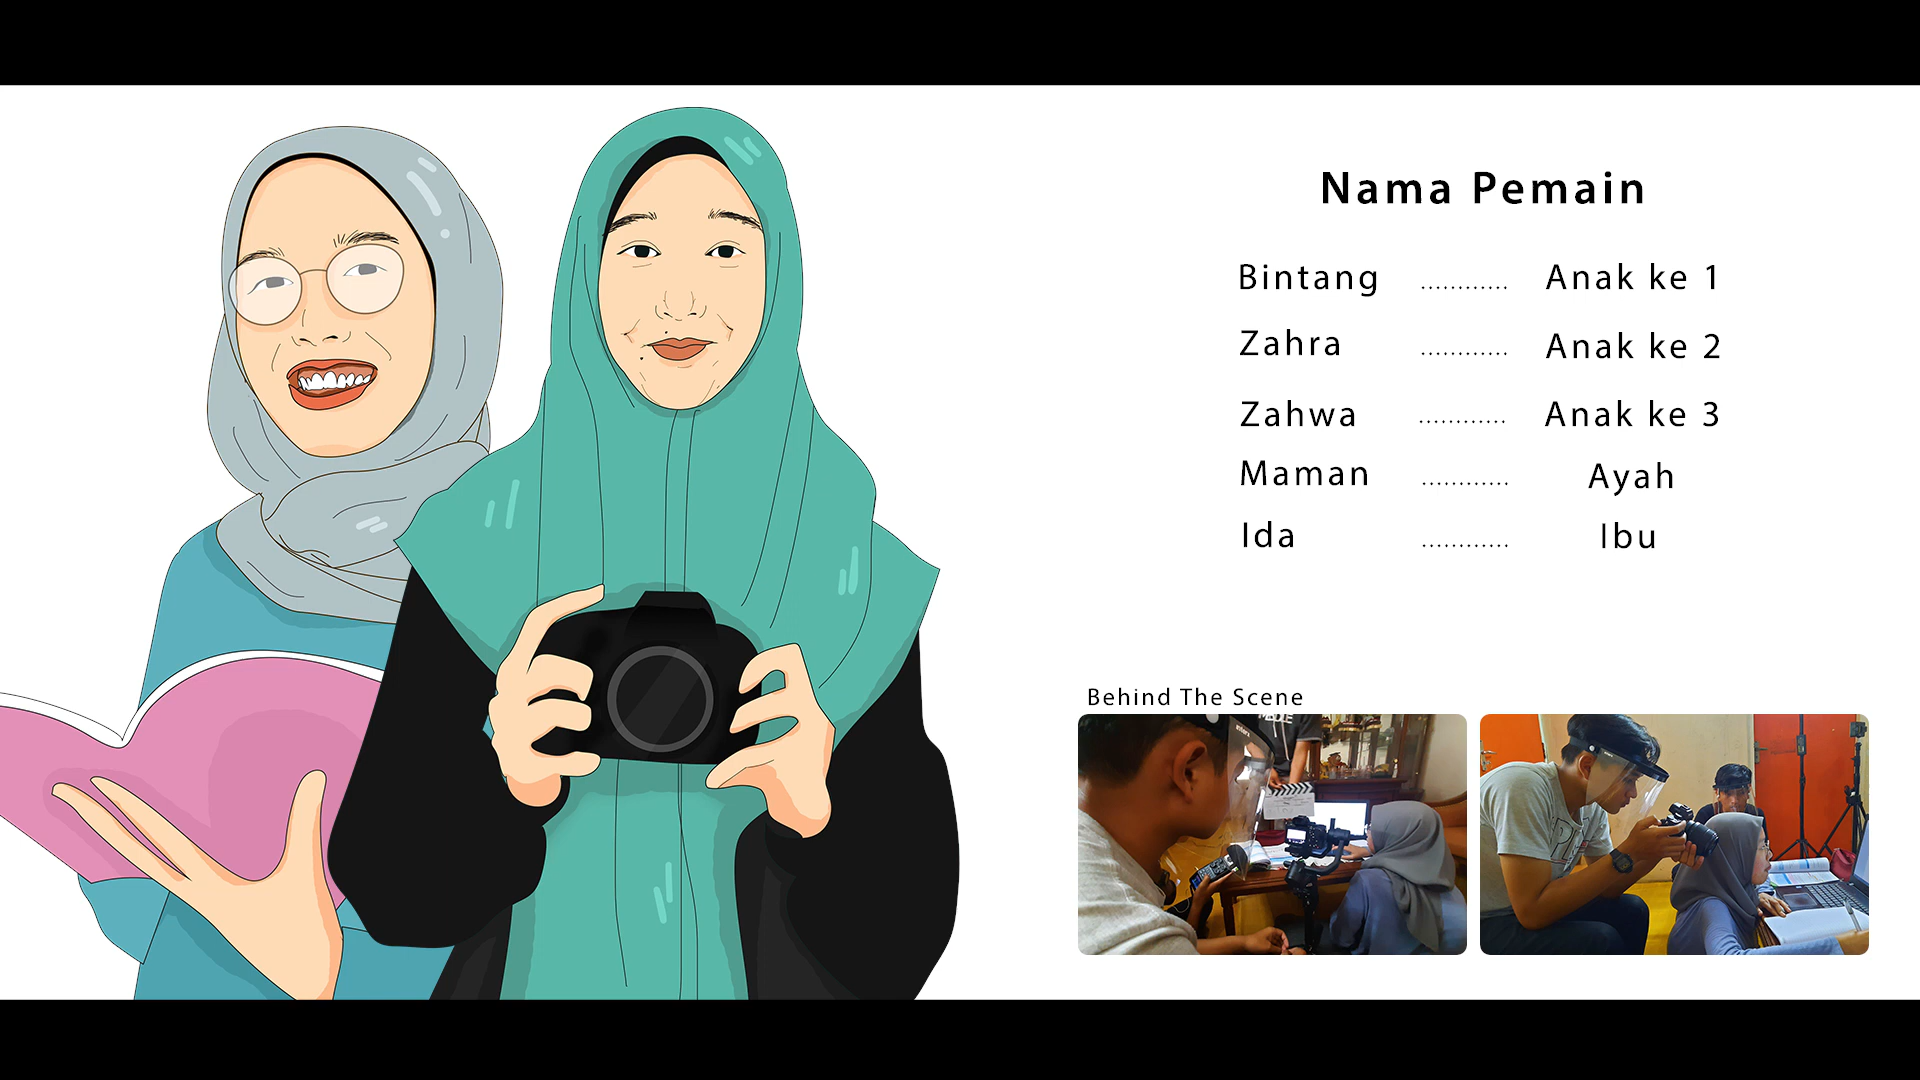 Nama Pemain
Bintang ............ Anak ke 1
Zahra ............ Anak ke 2
Zahwa ............ Anak ke 3
Maman ............ Ayah
Ida ............ Ibu
Behind The Scene